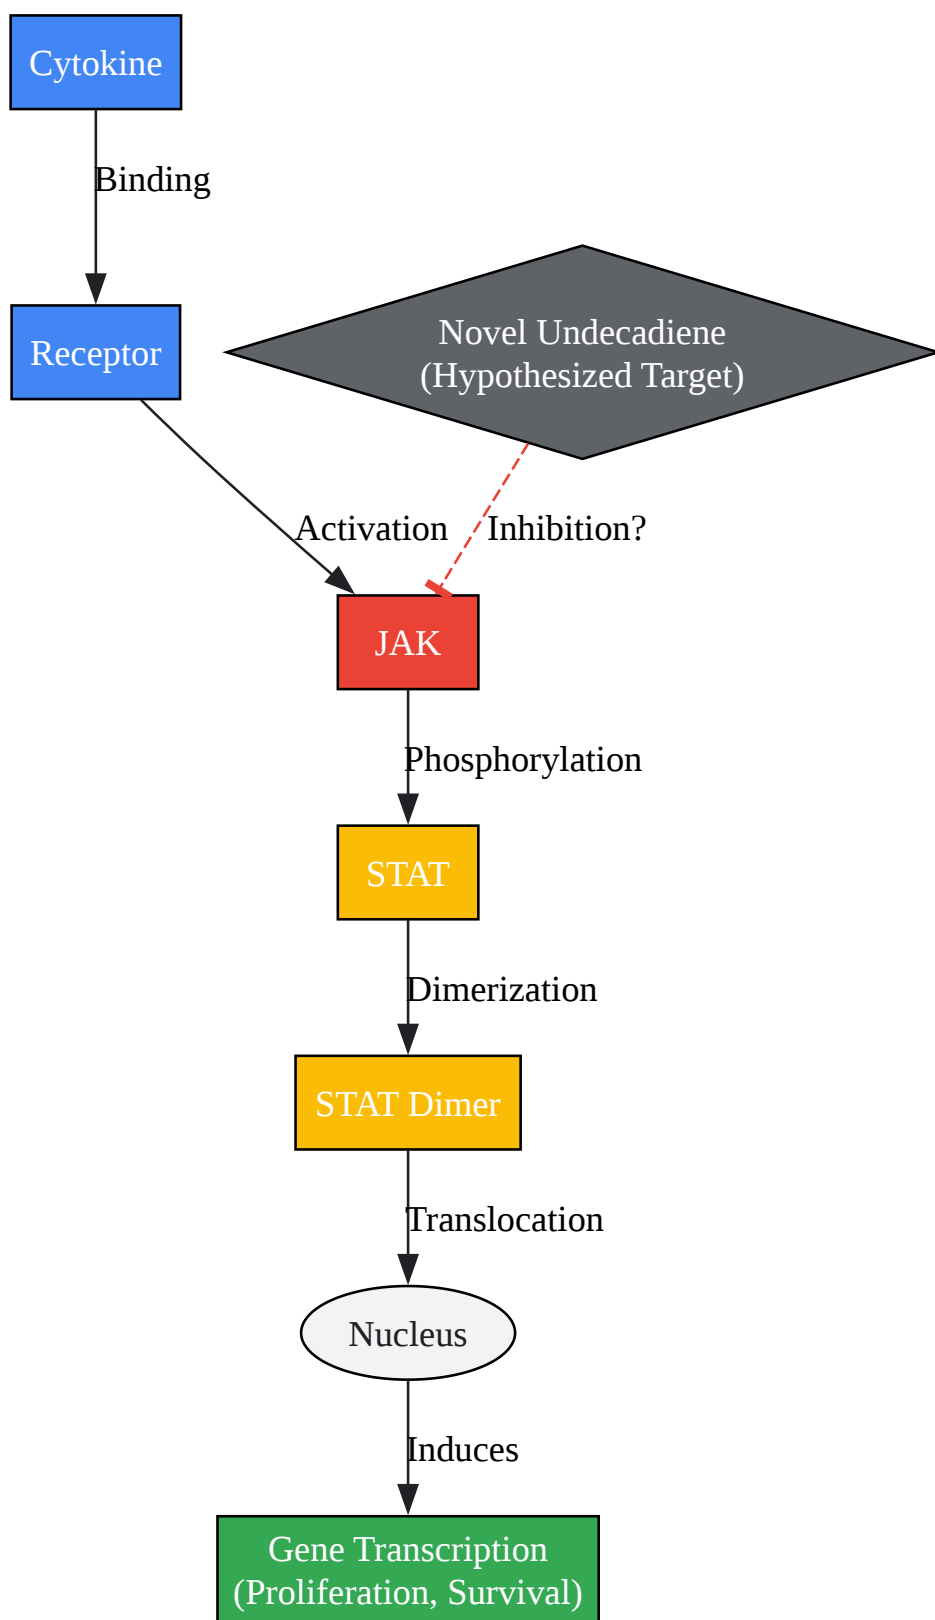 Cytokine
Binding
Receptor
Novel Undecadiene
(Hypothesized Target)
Activation
Inhibition?
JAK
Phosphorylation
STAT
Dimerization
STAT Dimer
Translocation
Nucleus
Induces
Gene Transcription
(Proliferation, Survival)